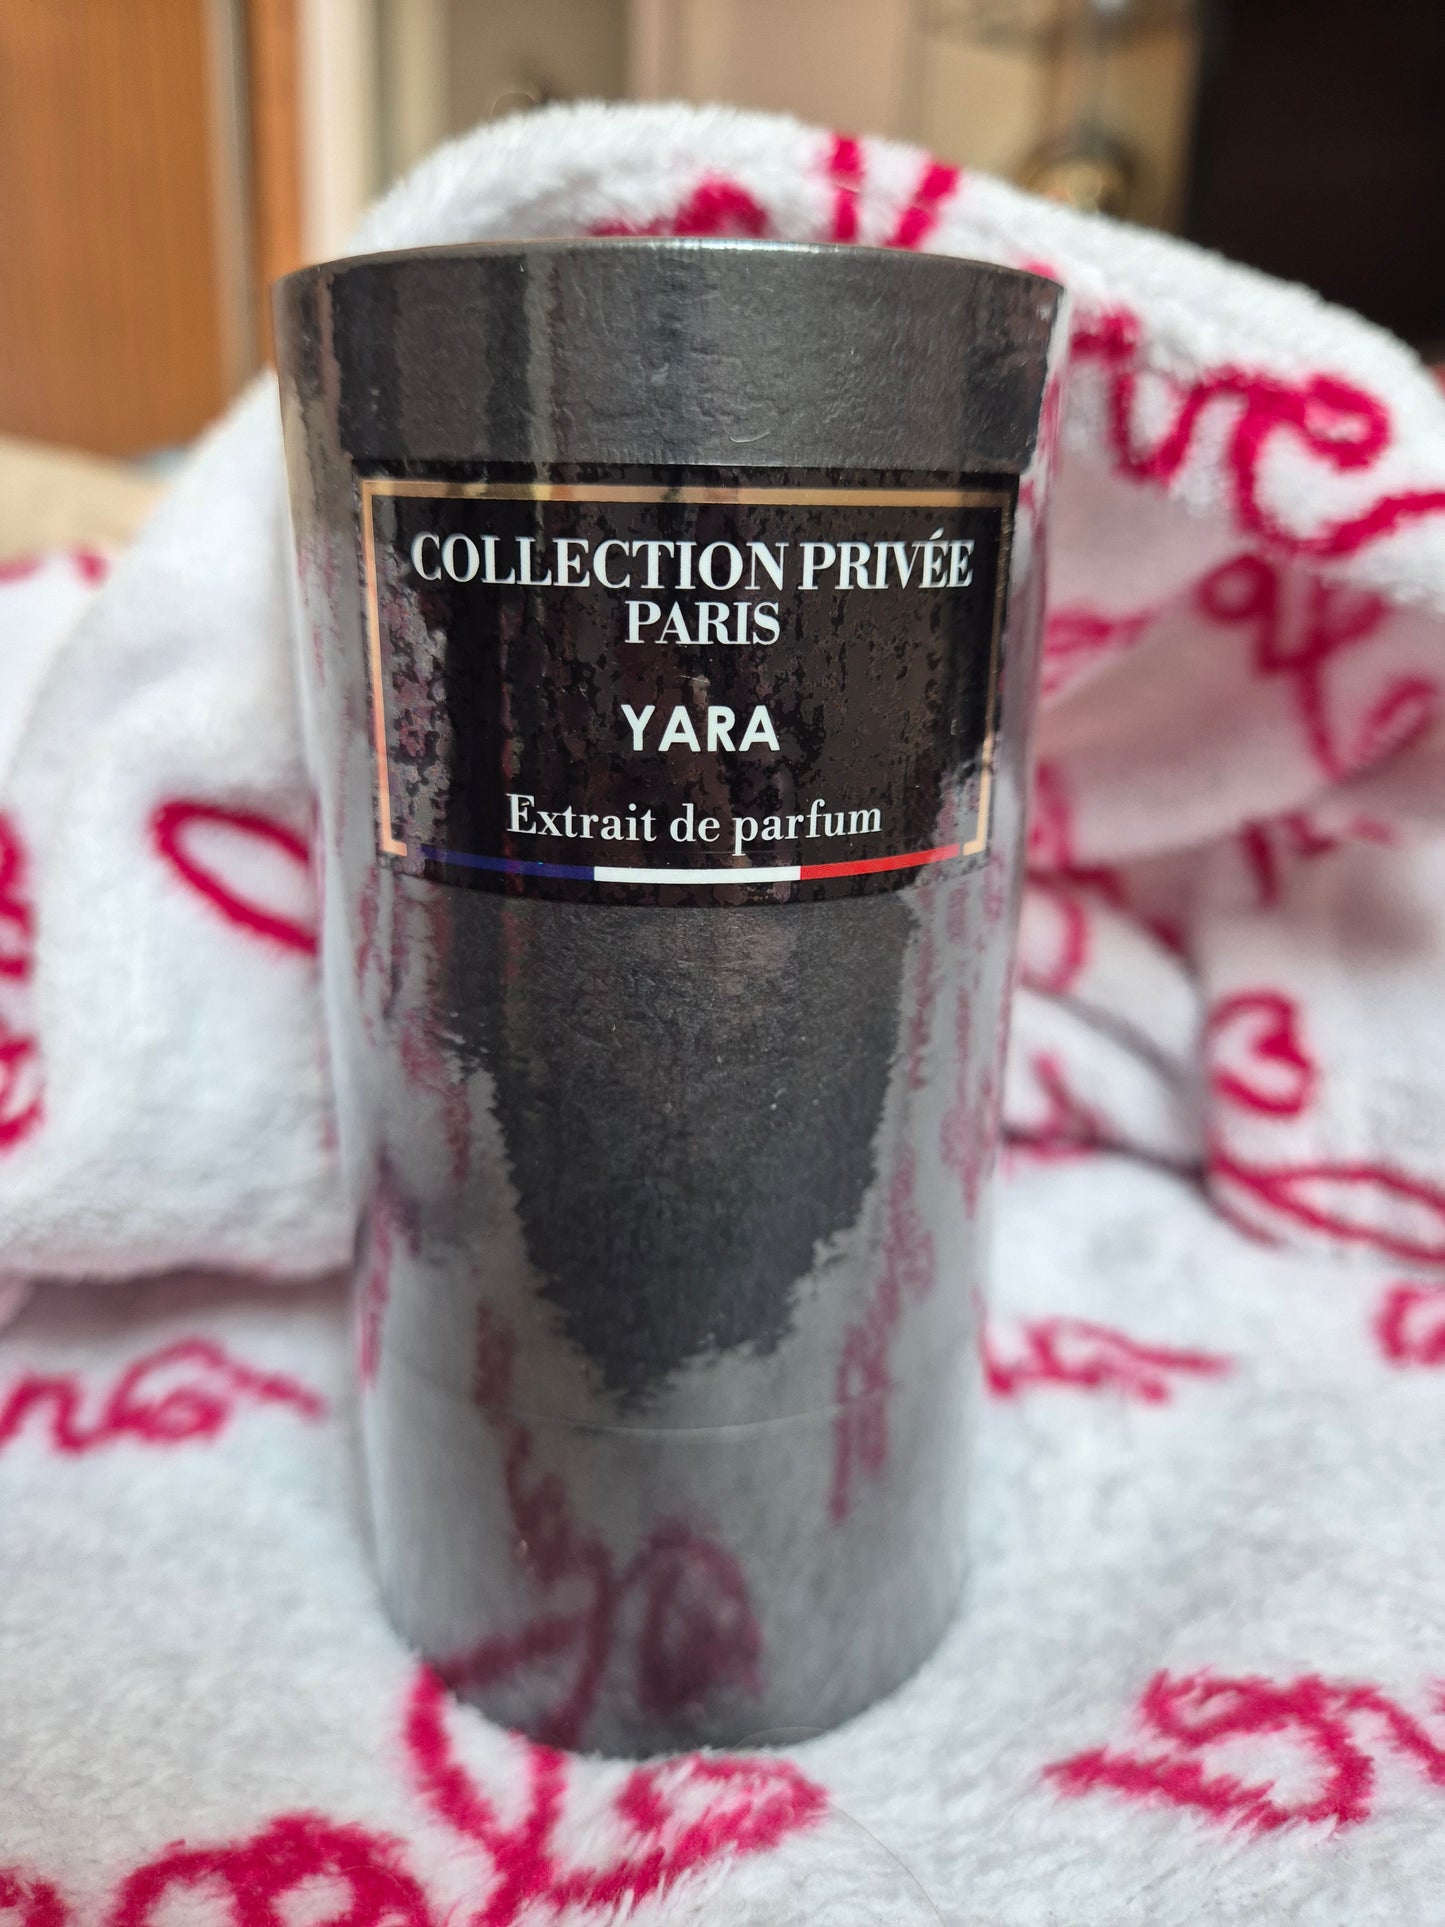 COLLECTION PRIVÉE
PARIS
YARA
Extrait de parfum